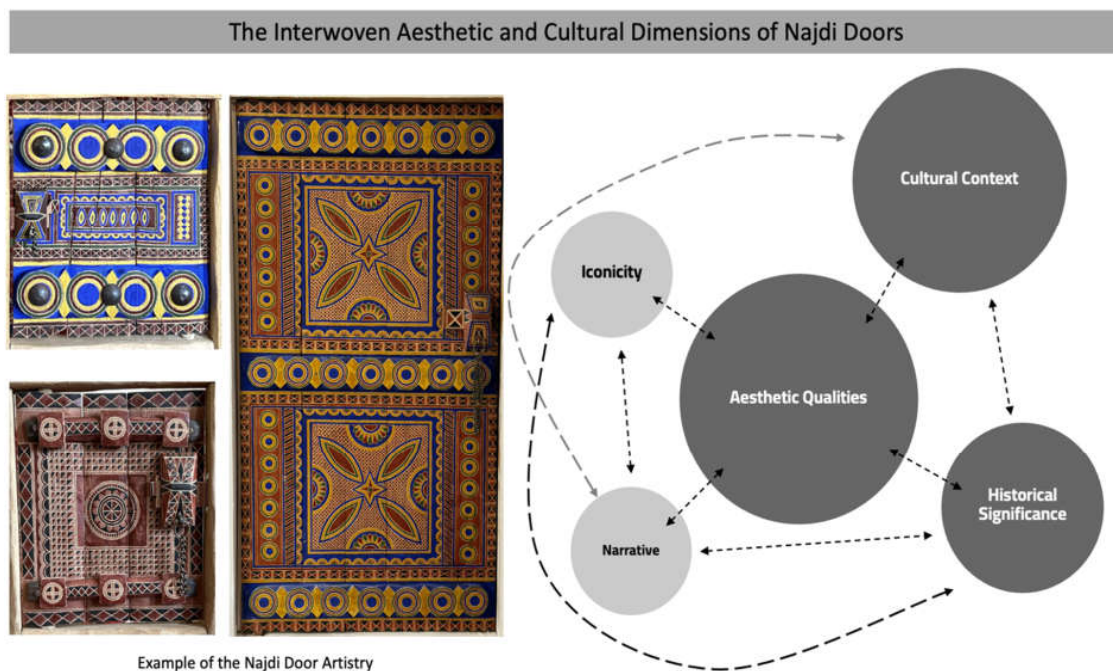 The Interwoven Aesthetic and Cultural Dimensions of Najdi Doors
Cultural Context
Iconicity
Aesthetic Qualities
Historical
Significance
Narrative
Example of the Najdi Door Artistry